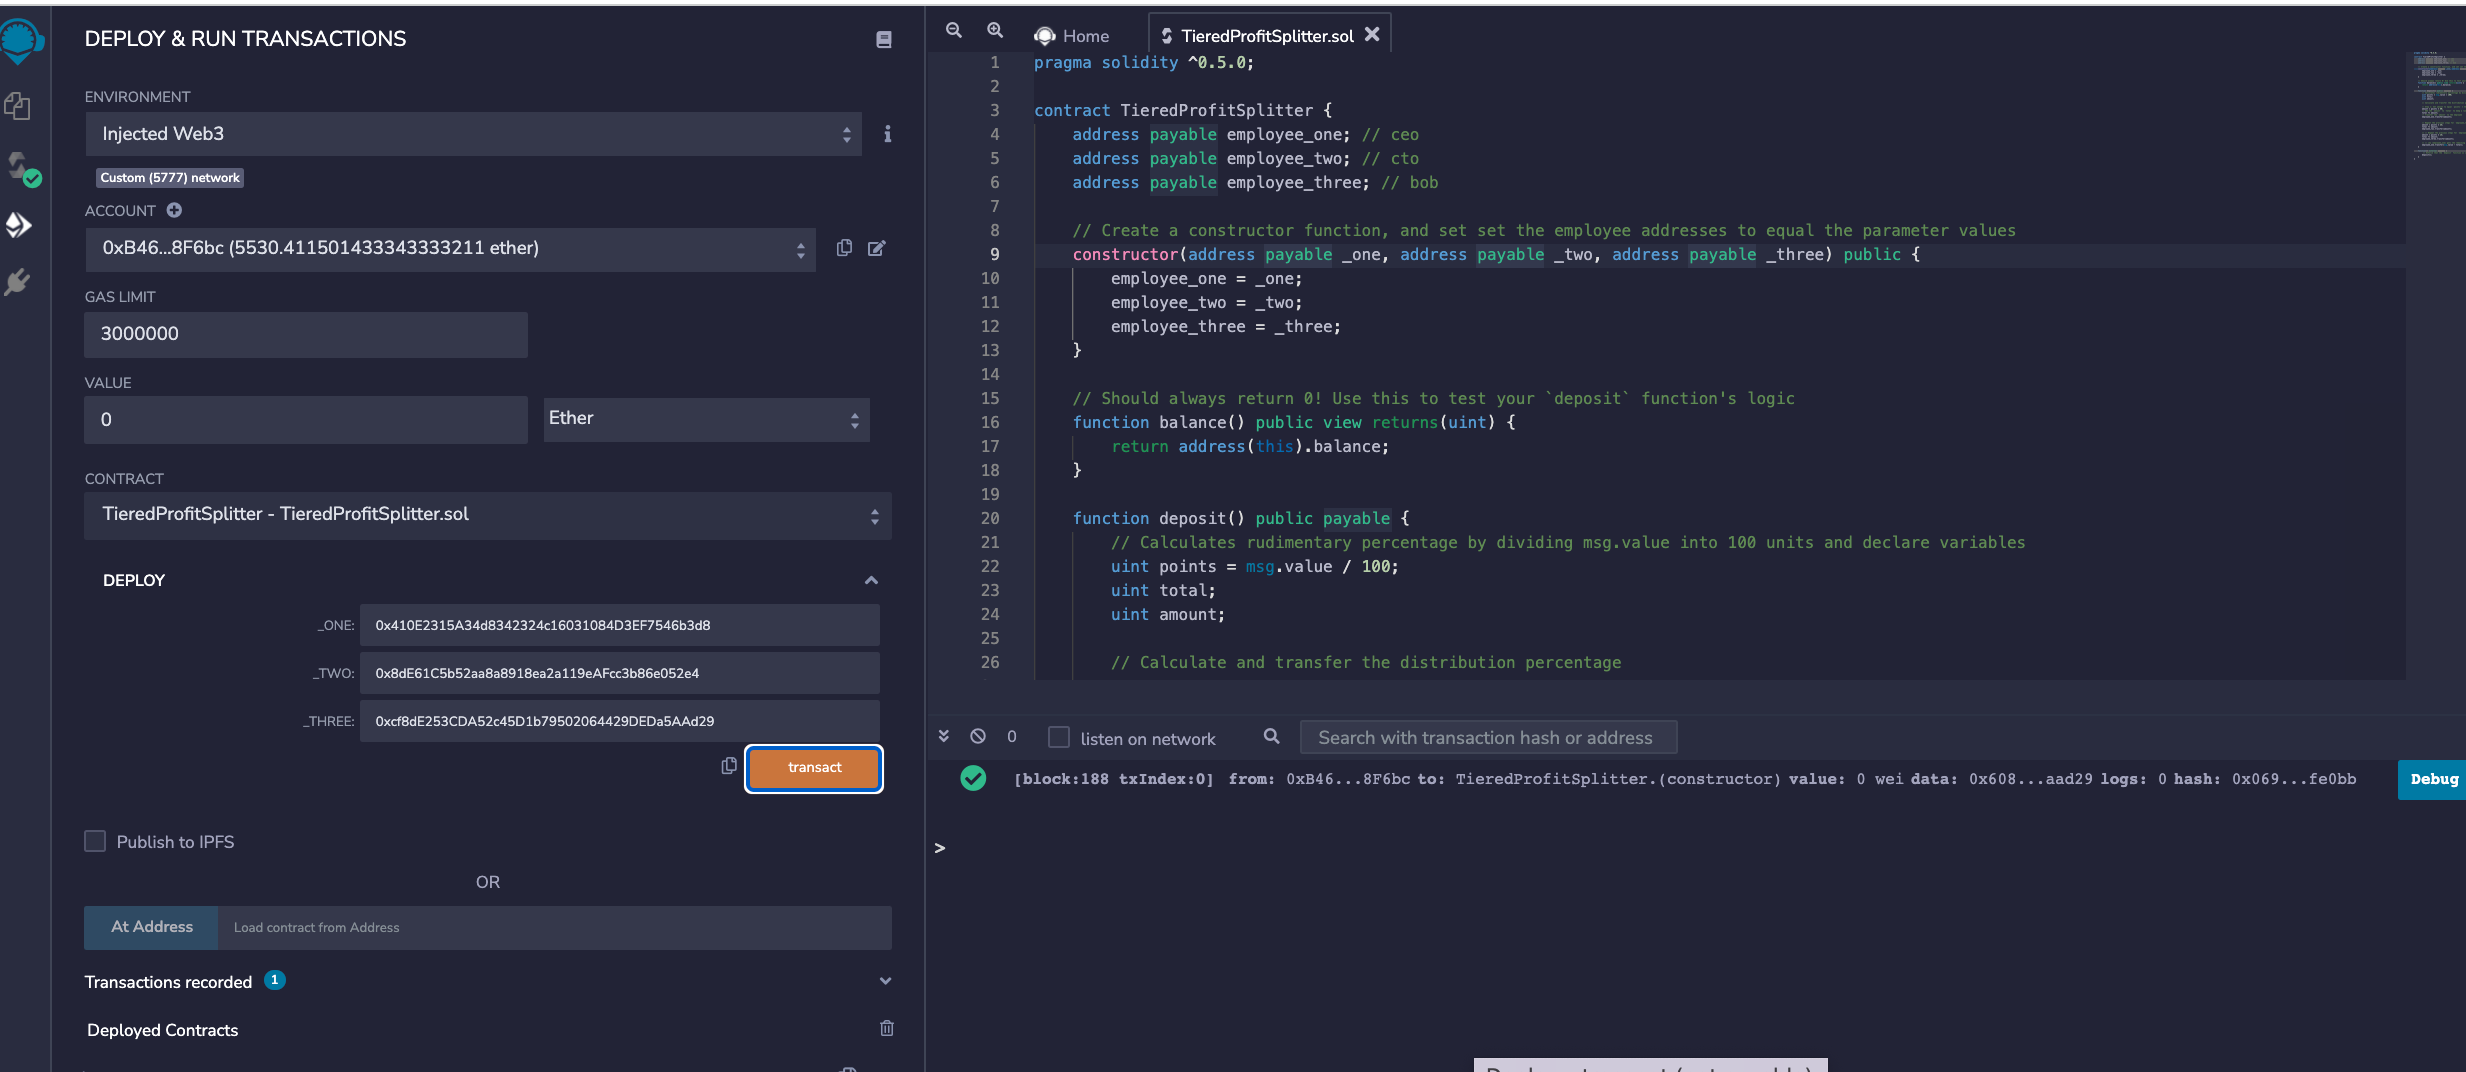 DEPLOY & RUN TRANSACTIONS
ENVIRONMENT
Injected Web3
Custom (5777) network
ACCOUNT
0xB46...8F6bc (5530.411501433343333211 ether)
GAS LIMIT
3000000
VALUE
0
Ether
CONTRACT
TieredProfitSplitter - TieredProfitSplitter.sol
DEPLOY
_ONE: 0x410E2315A34d8342324c16031084D3EF7546b3d8
_TWO: 0x8dE61C5b52aa8a8918ea2a119eAFcc3b86e052e4
_THREE: 0xcf8dE253CDA52c45D1b79502064429DEDa5AAd29
transact
Publish to IPFS
OR
At Address
Load contract from Address
Transactions recorded 1
Deployed Contracts
Home
TieredProfitSplitter.sol
1 pragma solidity ^0.5.0;
2
3 contract TieredProfitSplitter {
4 address payable employee_one; // ceo
5 address payable employee_two; // cto
6 address payable employee_three; // bob
7
8 // Create a constructor function, and set set the employee addresses to equal the parameter values
9 constructor(address payable _one, address payable _two, address payable _three) public {
10 employee_one = _one;
11 employee_two = _two;
12 employee_three = _three;
13 }
14
15 // Should always return 0! Use this to test your `deposit` function's logic
16 function balance() public view returns(uint) {
17 return address(this).balance;
18 }
19
20 function deposit() public payable {
21 // Calculates rudimentary percentage by dividing msg.value into 100 units and declare variables
22 uint points = msg.value / 100;
23 uint total;
24 uint amount;
25
26 // Calculate and transfer the distribution percentage
0
listen on network
Search with transaction hash or address
[block:188 txIndex:0] from: 0xB46...8F6bc to: TieredProfitSplitter.(constructor) value: 0 wei data: 0x608...aad29 logs: 0 hash: 0x069...fe0bb
Debug
>